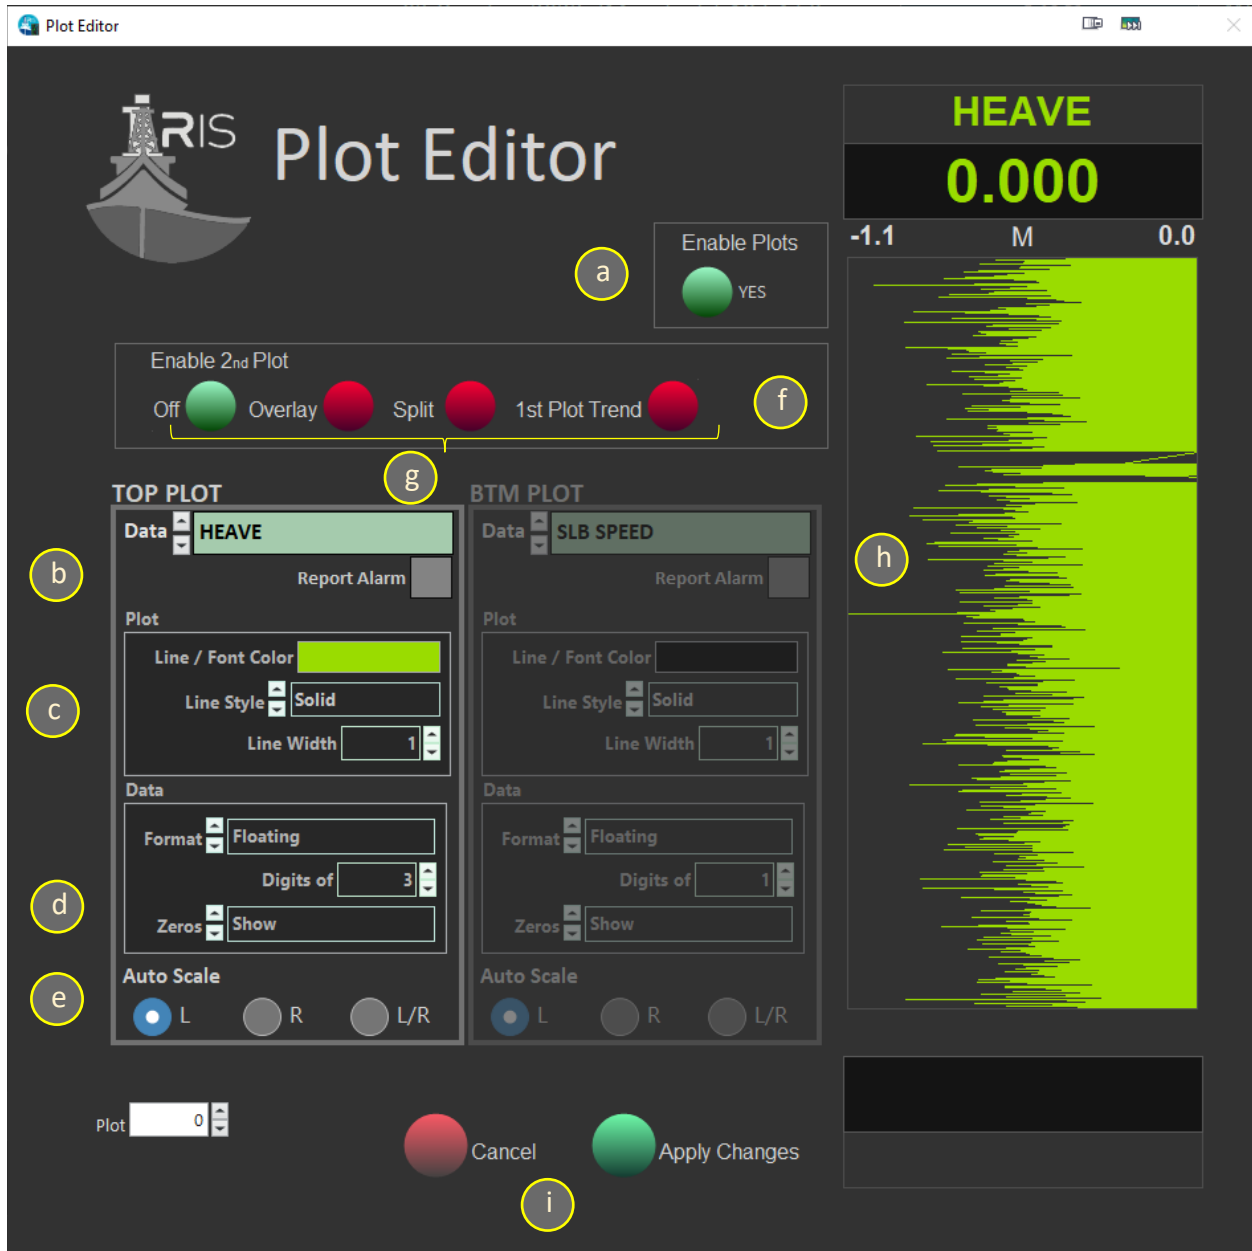 Plot Editor
IRIS
Plot Editor
HEAVE
0.000
-1.1 M 0.0
Enable Plots
a
YES
Enable 2nd Plot
Off Overlay Split 1st Plot Trend
f
g
TOP PLOT
Data HEAVE
b
Report Alarm
Plot
Line / Font Color
c
Line Style Solid
Line Width 1
Data
Format Floating
Digits of 3
d
Zeros Show
Auto Scale
e
L R L/R
BTM PLOT
Data SLB SPEED
Report Alarm
Plot
Line / Font Color
Line Style Solid
Line Width 1
Data
Format Floating
Digits of 1
Zeros Show
Auto Scale
L R L/R
h
Plot 0
Cancel Apply Changes
i